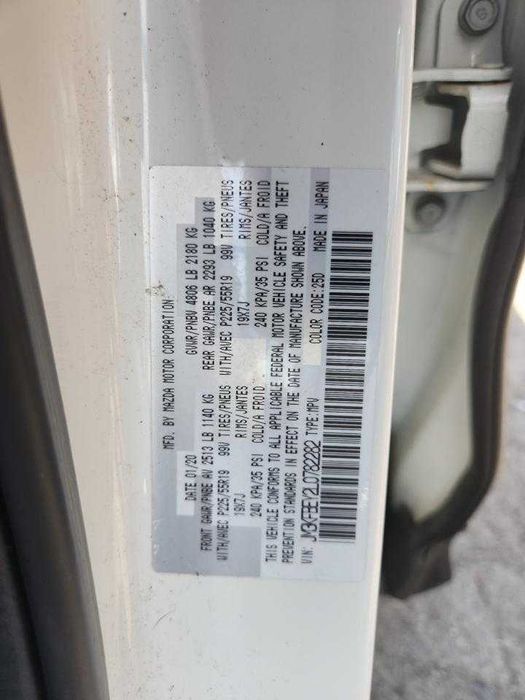 MFD. BY MAZDA MOTOR CORPORATION
DATE 01/20 GVWR/PNBV 4806 LB 2180 KG
FRONT GAWR/PNBE AV 2513 LB 1140 KG REAR GAWR/PNBE AR 2293 LB 1040 KG
WITH/AVEC P225/55R19 99V TIRES/PNEUS WITH/AVEC P225/55R19 99V TIRES/PNEUS
19X7J RIMS/JANTES 19X7J RIMS/JANTES
240 KPA/35 PSI COLD/A FROID 240 KPA/35 PSI COLD/A FROID
THIS VEHICLE CONFORMS TO ALL APPLICABLE FEDERAL MOTOR VEHICLE SAFETY AND THEFT
PREVENTION STANDARDS IN EFFECT ON THE DATE OF MANUFACTURE SHOWN ABOVE.
VIN: JM3KFBEY2L0782282 TYPE:MPV COLOR CODE:25D MADE IN JAPAN